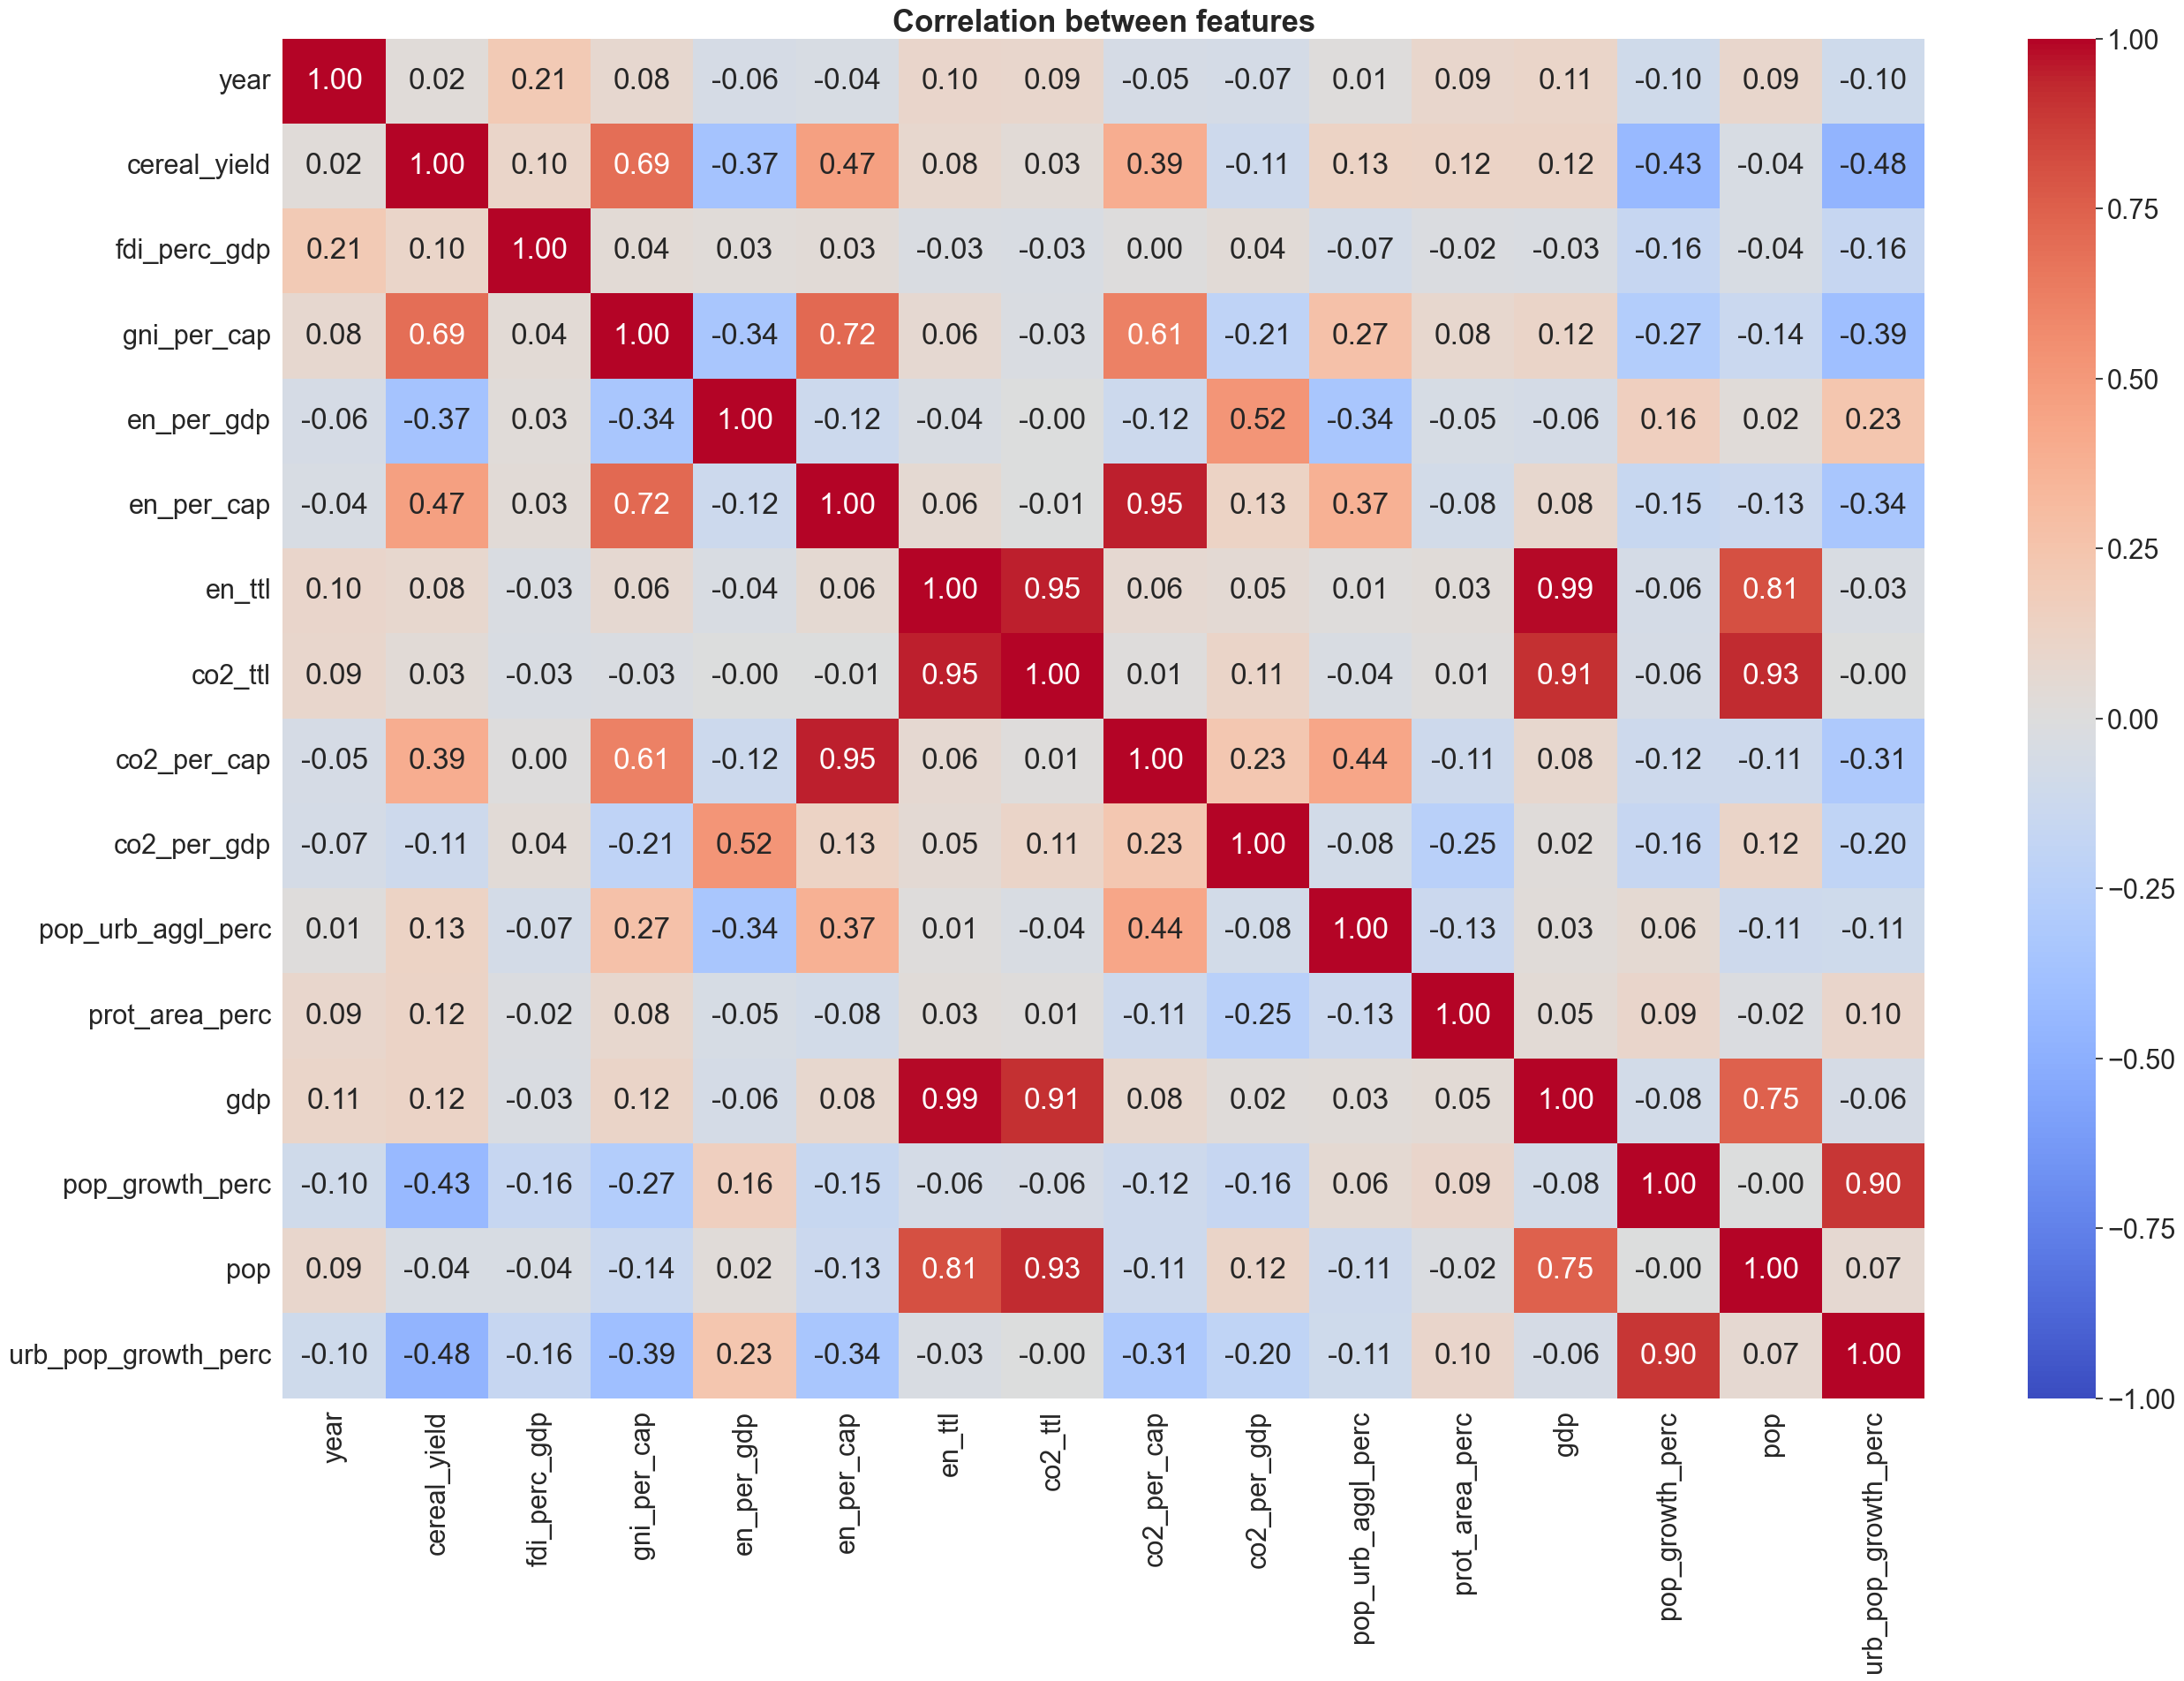 Correlation between features
year 1.00 0.02 0.21 0.08 -0.06 -0.04 0.10 0.09 -0.05 -0.07 0.01 0.09 0.11 -0.10 0.09 -0.10
cereal_yield 0.02 1.00 0.10 0.69 -0.37 0.47 0.08 0.03 0.39 -0.11 0.13 0.12 0.12 -0.43 -0.04 -0.48
fdi_perc_gdp 0.21 0.10 1.00 0.04 0.03 0.03 -0.03 -0.03 0.00 0.04 -0.07 -0.02 -0.03 -0.16 -0.04 -0.16
gni_per_cap 0.08 0.69 0.04 1.00 -0.34 0.72 0.06 -0.03 0.61 -0.21 0.27 0.08 0.12 -0.27 -0.14 -0.39
en_per_gdp -0.06 -0.37 0.03 -0.34 1.00 -0.12 -0.04 -0.00 -0.12 0.52 -0.34 -0.05 -0.06 0.16 0.02 0.23
en_per_cap -0.04 0.47 0.03 0.72 -0.12 1.00 0.06 -0.01 0.95 0.13 0.37 -0.08 0.08 -0.15 -0.13 -0.34
en_ttl 0.10 0.08 -0.03 0.06 -0.04 0.06 1.00 0.95 0.06 0.05 0.01 0.03 0.99 -0.06 0.81 -0.03
co2_ttl 0.09 0.03 -0.03 -0.03 -0.00 -0.01 0.95 1.00 0.01 0.11 -0.04 0.01 0.91 -0.06 0.93 -0.00
co2_per_cap -0.05 0.39 0.00 0.61 -0.12 0.95 0.06 0.01 1.00 0.23 0.44 -0.11 0.08 -0.12 -0.11 -0.31
co2_per_gdp -0.07 -0.11 0.04 -0.21 0.52 0.13 0.05 0.11 0.23 1.00 -0.08 -0.25 0.02 -0.16 0.12 -0.20
pop_urb_aggl_perc 0.01 0.13 -0.07 0.27 -0.34 0.37 0.01 -0.04 0.44 -0.08 1.00 -0.13 0.03 0.06 -0.11 -0.11
prot_area_perc 0.09 0.12 -0.02 0.08 -0.05 -0.08 0.03 0.01 -0.11 -0.25 -0.13 1.00 0.05 0.09 -0.02 0.10
gdp 0.11 0.12 -0.03 0.12 -0.06 0.08 0.99 0.91 0.08 0.02 0.03 0.05 1.00 -0.08 0.75 -0.06
pop_growth_perc -0.10 -0.43 -0.16 -0.27 0.16 -0.15 -0.06 -0.06 -0.12 -0.16 0.06 0.09 -0.08 1.00 -0.00 0.90
pop 0.09 -0.04 -0.04 -0.14 0.02 -0.13 0.81 0.93 -0.11 0.12 -0.11 -0.02 0.75 -0.00 1.00 0.07
urb_pop_growth_perc -0.10 -0.48 -0.16 -0.39 0.23 -0.34 -0.03 -0.00 -0.31 -0.20 -0.11 0.10 -0.06 0.90 0.07 1.00
year
cereal_yield
fdi_perc_gdp
gni_per_cap
en_per_gdp
en_per_cap
en_ttl
co2_ttl
co2_per_cap
co2_per_gdp
pop_urb_aggl_perc
prot_area_perc
gdp
pop_growth_perc
pop
urb_pop_growth_perc
1.00
0.75
0.50
0.25
0.00
−0.25
−0.50
−0.75
−1.00